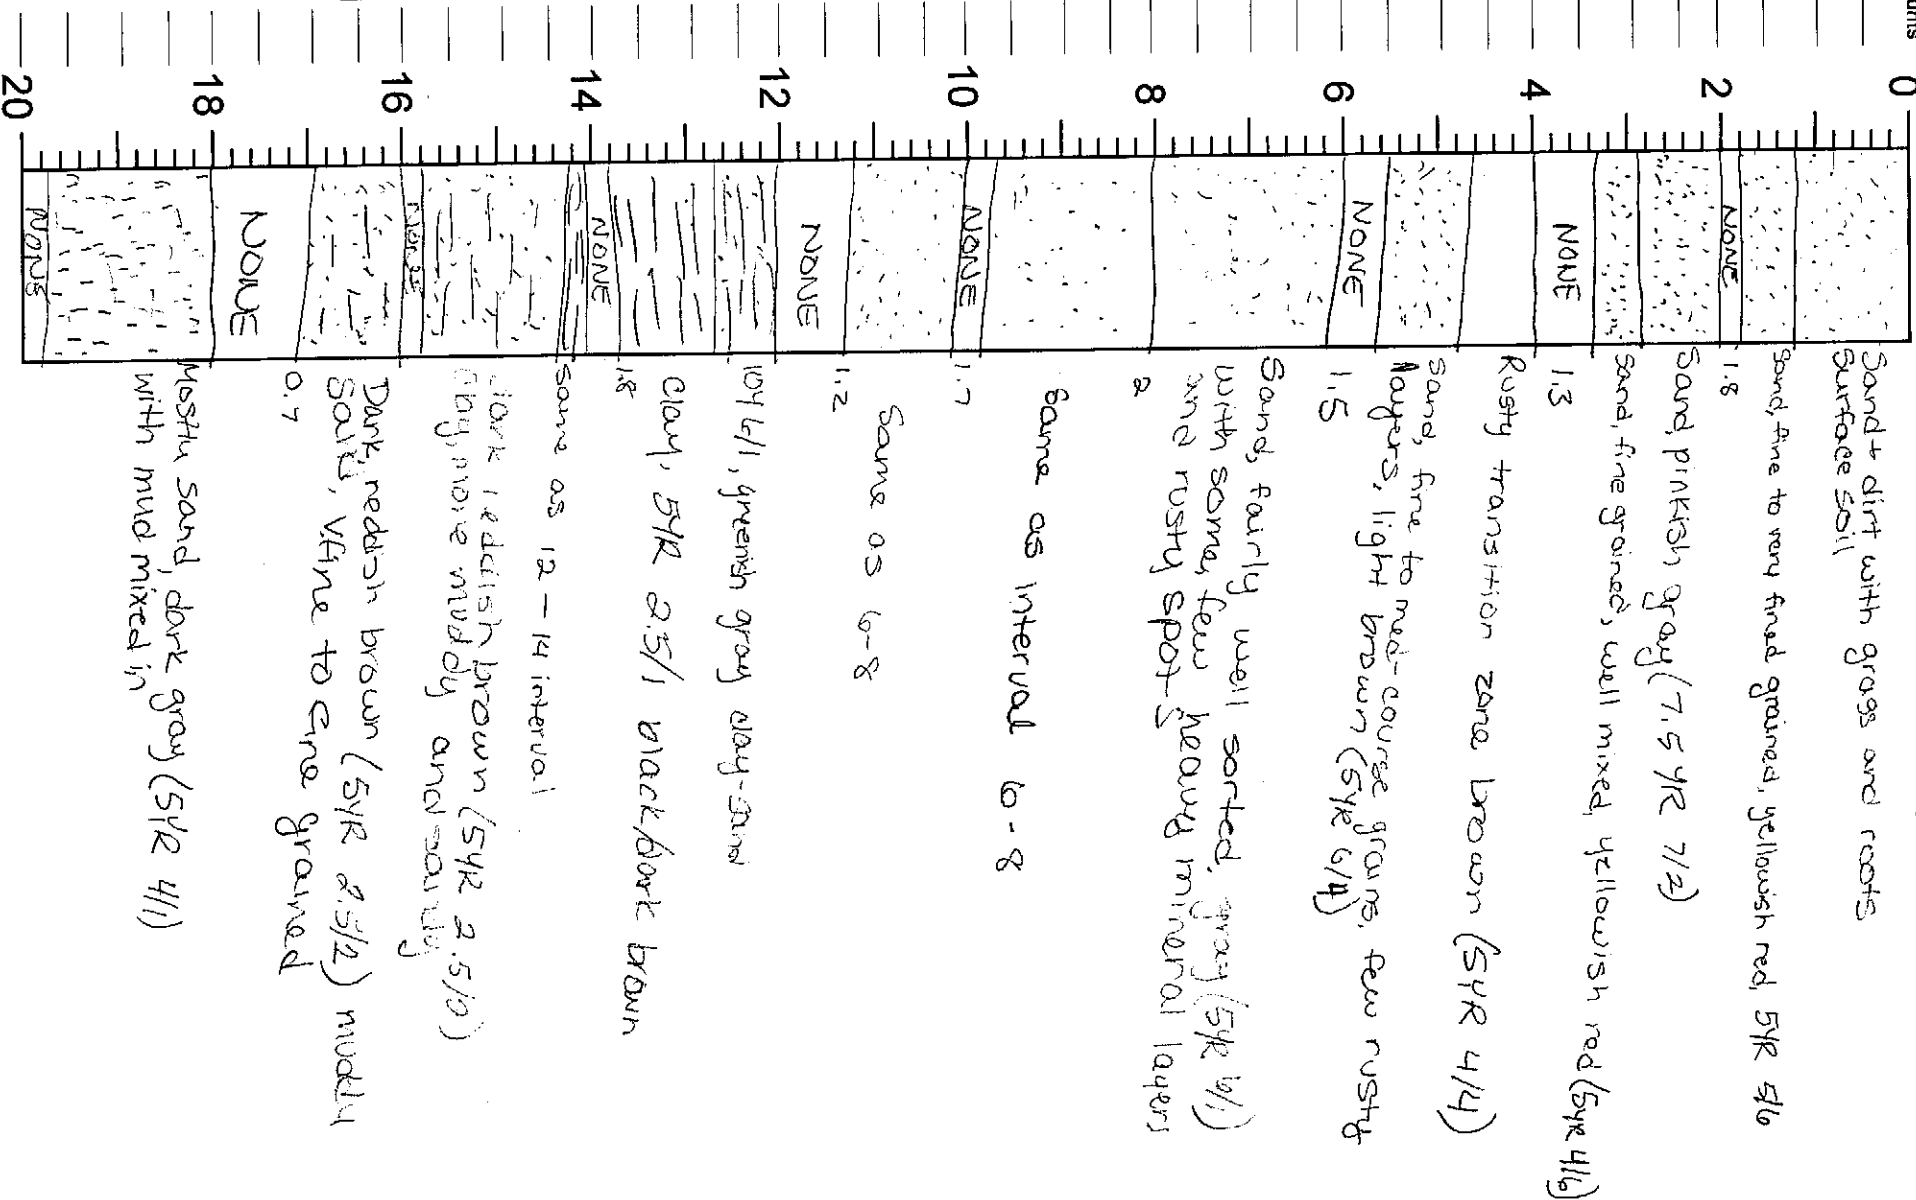 urns
0
2
4
6
8
10
12
14
16
18
20
NONE
NONE
NONE
NONE
NONE
NONE
None
NONE
NONE
Sand + dirt with grass and roots
Surface soil
Sand, fine to very fined grained, yellowish red, 5YR 5/6
1.8
Sand, pinkish gray (7.5 YR 7/2)
Sand, fine grained, well mixed, yellowish red (5YR 4/6)
1.3
Rusty transition zone brown (5YR 4/4)
Sand, fine to med-course grains, few rusty
layers, light brown (5YR 6/4)
1.5
Sand, fairly well sorted, gray (5YR 6/1)
with some, few heavy mineral layers
and rusty spots
2
Same as interval 6-8
1.7
Same as 6-8
1.2
10Y 6/1, greenish gray clay-sand
Clay, 5YR 2.5/1 black/dark brown
1.8
Same as 12-14 interval
Dark reddish brown (5YR 2.5/
Clay, more muddy and sandy
Dark, reddish brown (5YR 2.5/2) muddy
Sand, V.fine to fine grained
0.7
Mostly sand, dark gray (5YR 4/1)
with mud mixed in